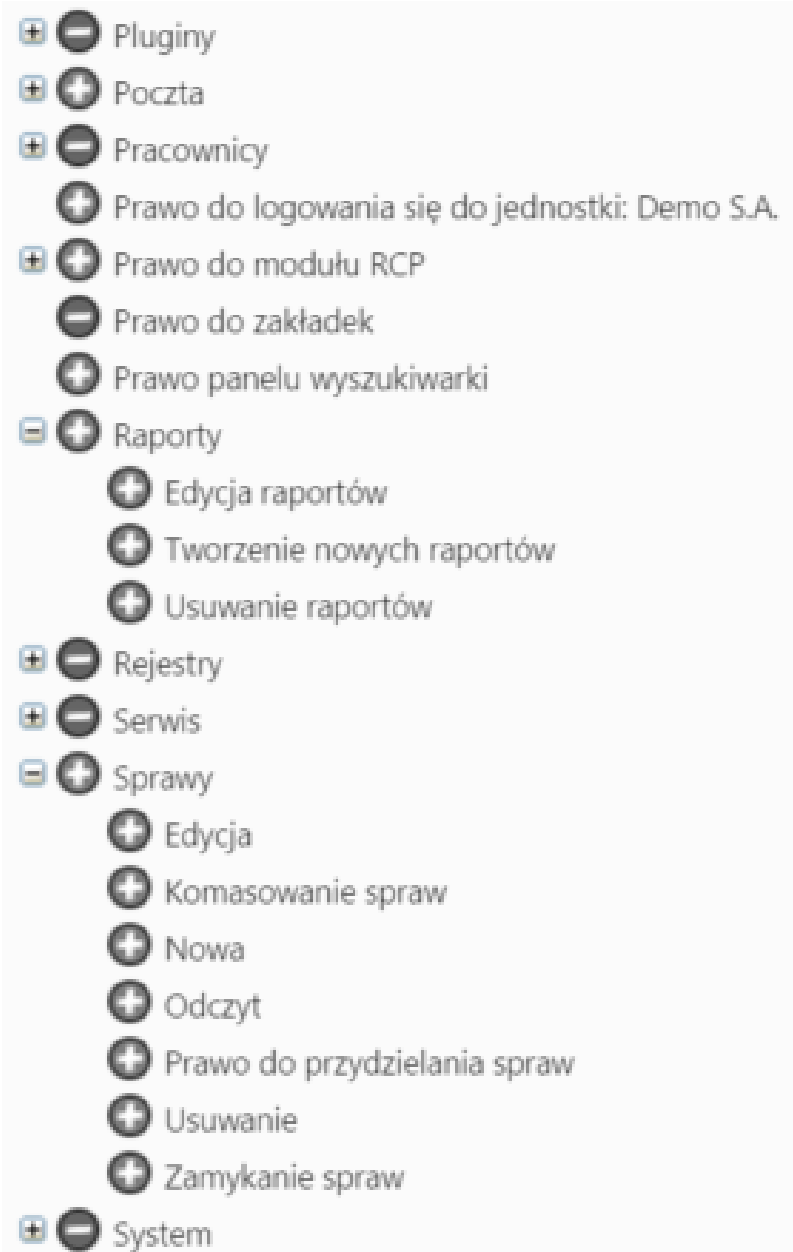 Pluginy
Poczta
Pracownicy
Prawo do logowania się do jednostki: Demo S.A.
Prawo do modułu RCP
Prawo do zakładek
Prawo panelu wyszukiwarki
Raporty
Edycja raportów
Tworzenie nowych raportów
Usuwanie raportów
Rejestry
Serwis
Sprawy
Edycja
Komasowanie spraw
Nowa
Odczyt
Prawo do przydzielania spraw
Usuwanie
Zamykanie spraw
System